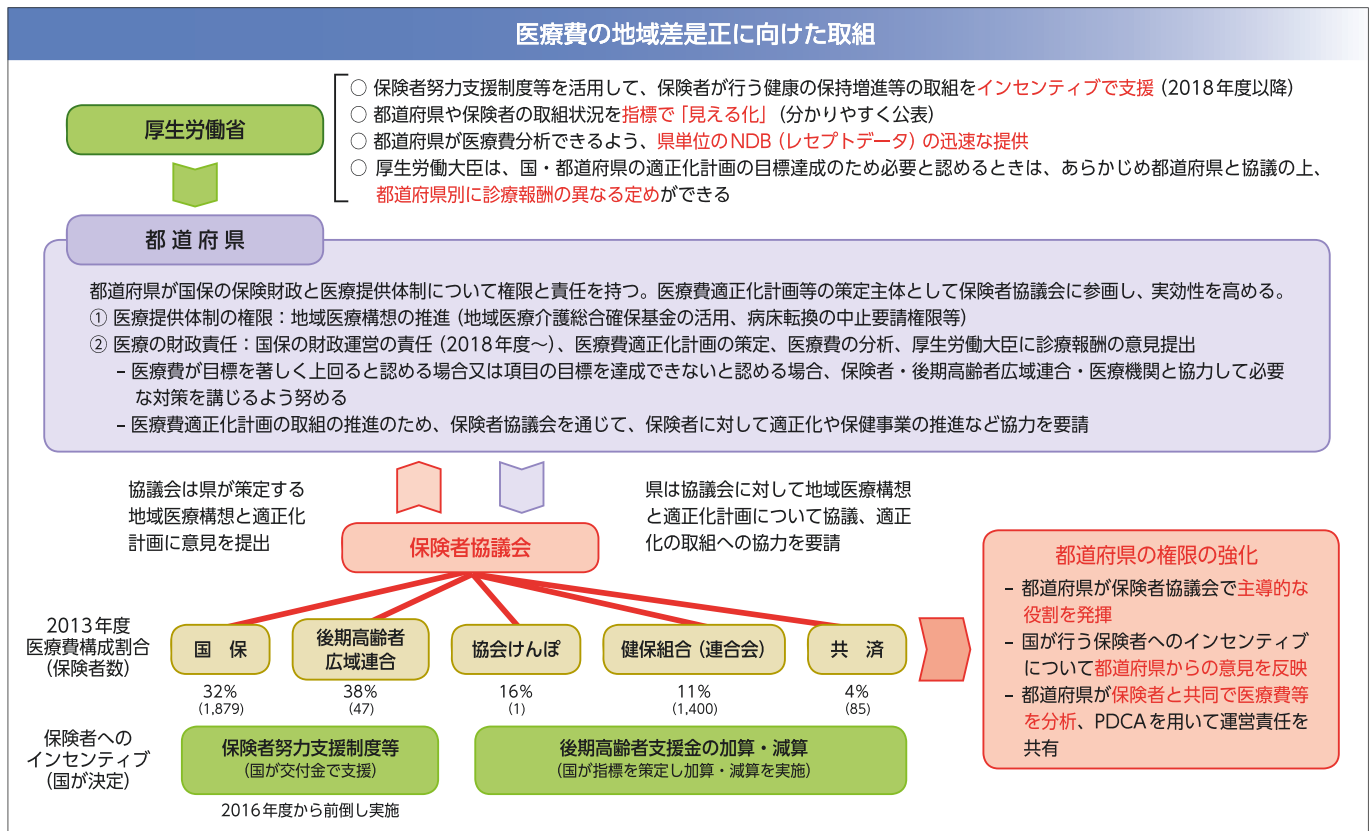 医療費の地域差是正に向けた取組
厚生労働省
○ 保険者努力支援制度等を活用して、保険者が行う健康の保持増進等の取組をインセンティブで支援（2018年度以降）
○ 都道府県や保険者の取組状況を指標で「見える化」（分かりやすく公表）
○ 都道府県が医療費分析できるよう、県単位のNDB（レセプトデータ）の迅速な提供
○ 厚生労働大臣は、国・都道府県の適正化計画の目標達成のため必要と認めるときは、あらかじめ都道府県と協議の上、
都道府県別に診療報酬の異なる定めができる
都道府県
都道府県が国保の保険財政と医療提供体制について権限と責任を持つ。医療費適正化計画等の策定主体として保険者協議会に参画し、実効性を高める。
① 医療提供体制の権限：地域医療構想の推進（地域医療介護総合確保基金の活用、病床転換の中止要請権限等）
② 医療の財政責任：国保の財政運営の責任（2018年度～）、医療費適正化計画の策定、医療費の分析、厚生労働大臣に診療報酬の意見提出
– 医療費が目標を著しく上回ると認める場合又は項目の目標を達成できないと認める場合、保険者・後期高齢者広域連合・医療機関と協力して必要
な対策を講じるよう努める
– 医療費適正化計画の取組の推進のため、保険者協議会を通じて、保険者に対して適正化や保健事業の推進など協力を要請
協議会は県が策定する
地域医療構想と適正化
計画に意見を提出
県は協議会に対して地域医療構想
と適正化計画について協議、適正
化の取組への協力を要請
保険者協議会
2013年度
医療費構成割合
（保険者数）
国保
後期高齢者
広域連合
協会けんぽ
健保組合（連合会）
共済
32%
(1,879)
38%
(47)
16%
(1)
11%
(1,400)
4%
(85)
保険者への
インセンティブ
（国が決定）
保険者努力支援制度等
（国が交付金で支援）
2016年度から前倒し実施
後期高齢者支援金の加算・減算
（国が指標を策定し加算・減算を実施）
都道府県の権限の強化
– 都道府県が保険者協議会で主導的な
役割を発揮
– 国が行う保険者へのインセンティブ
について都道府県からの意見を反映
– 都道府県が保険者と共同で医療費等
を分析、PDCAを用いて運営責任を
共有